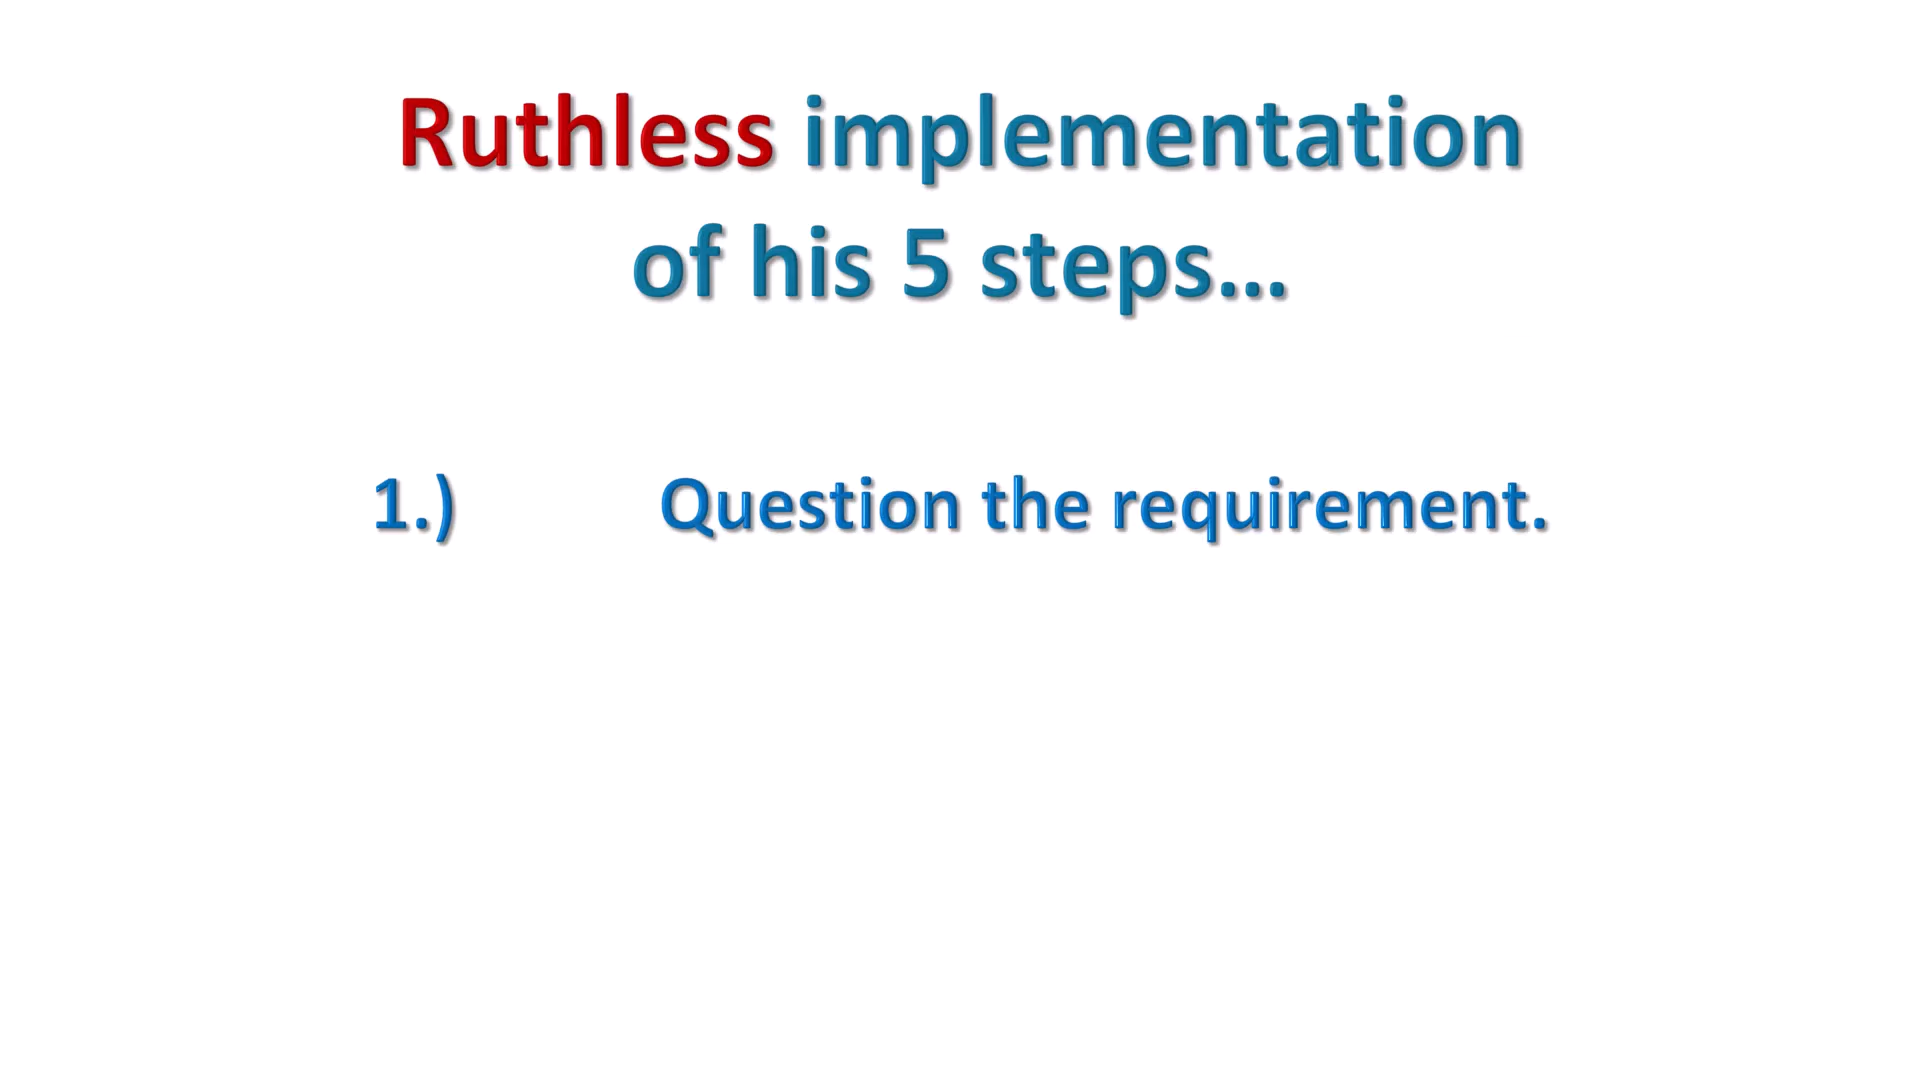 Ruthless implementation
of his 5 steps...
1.) Question the requirement.